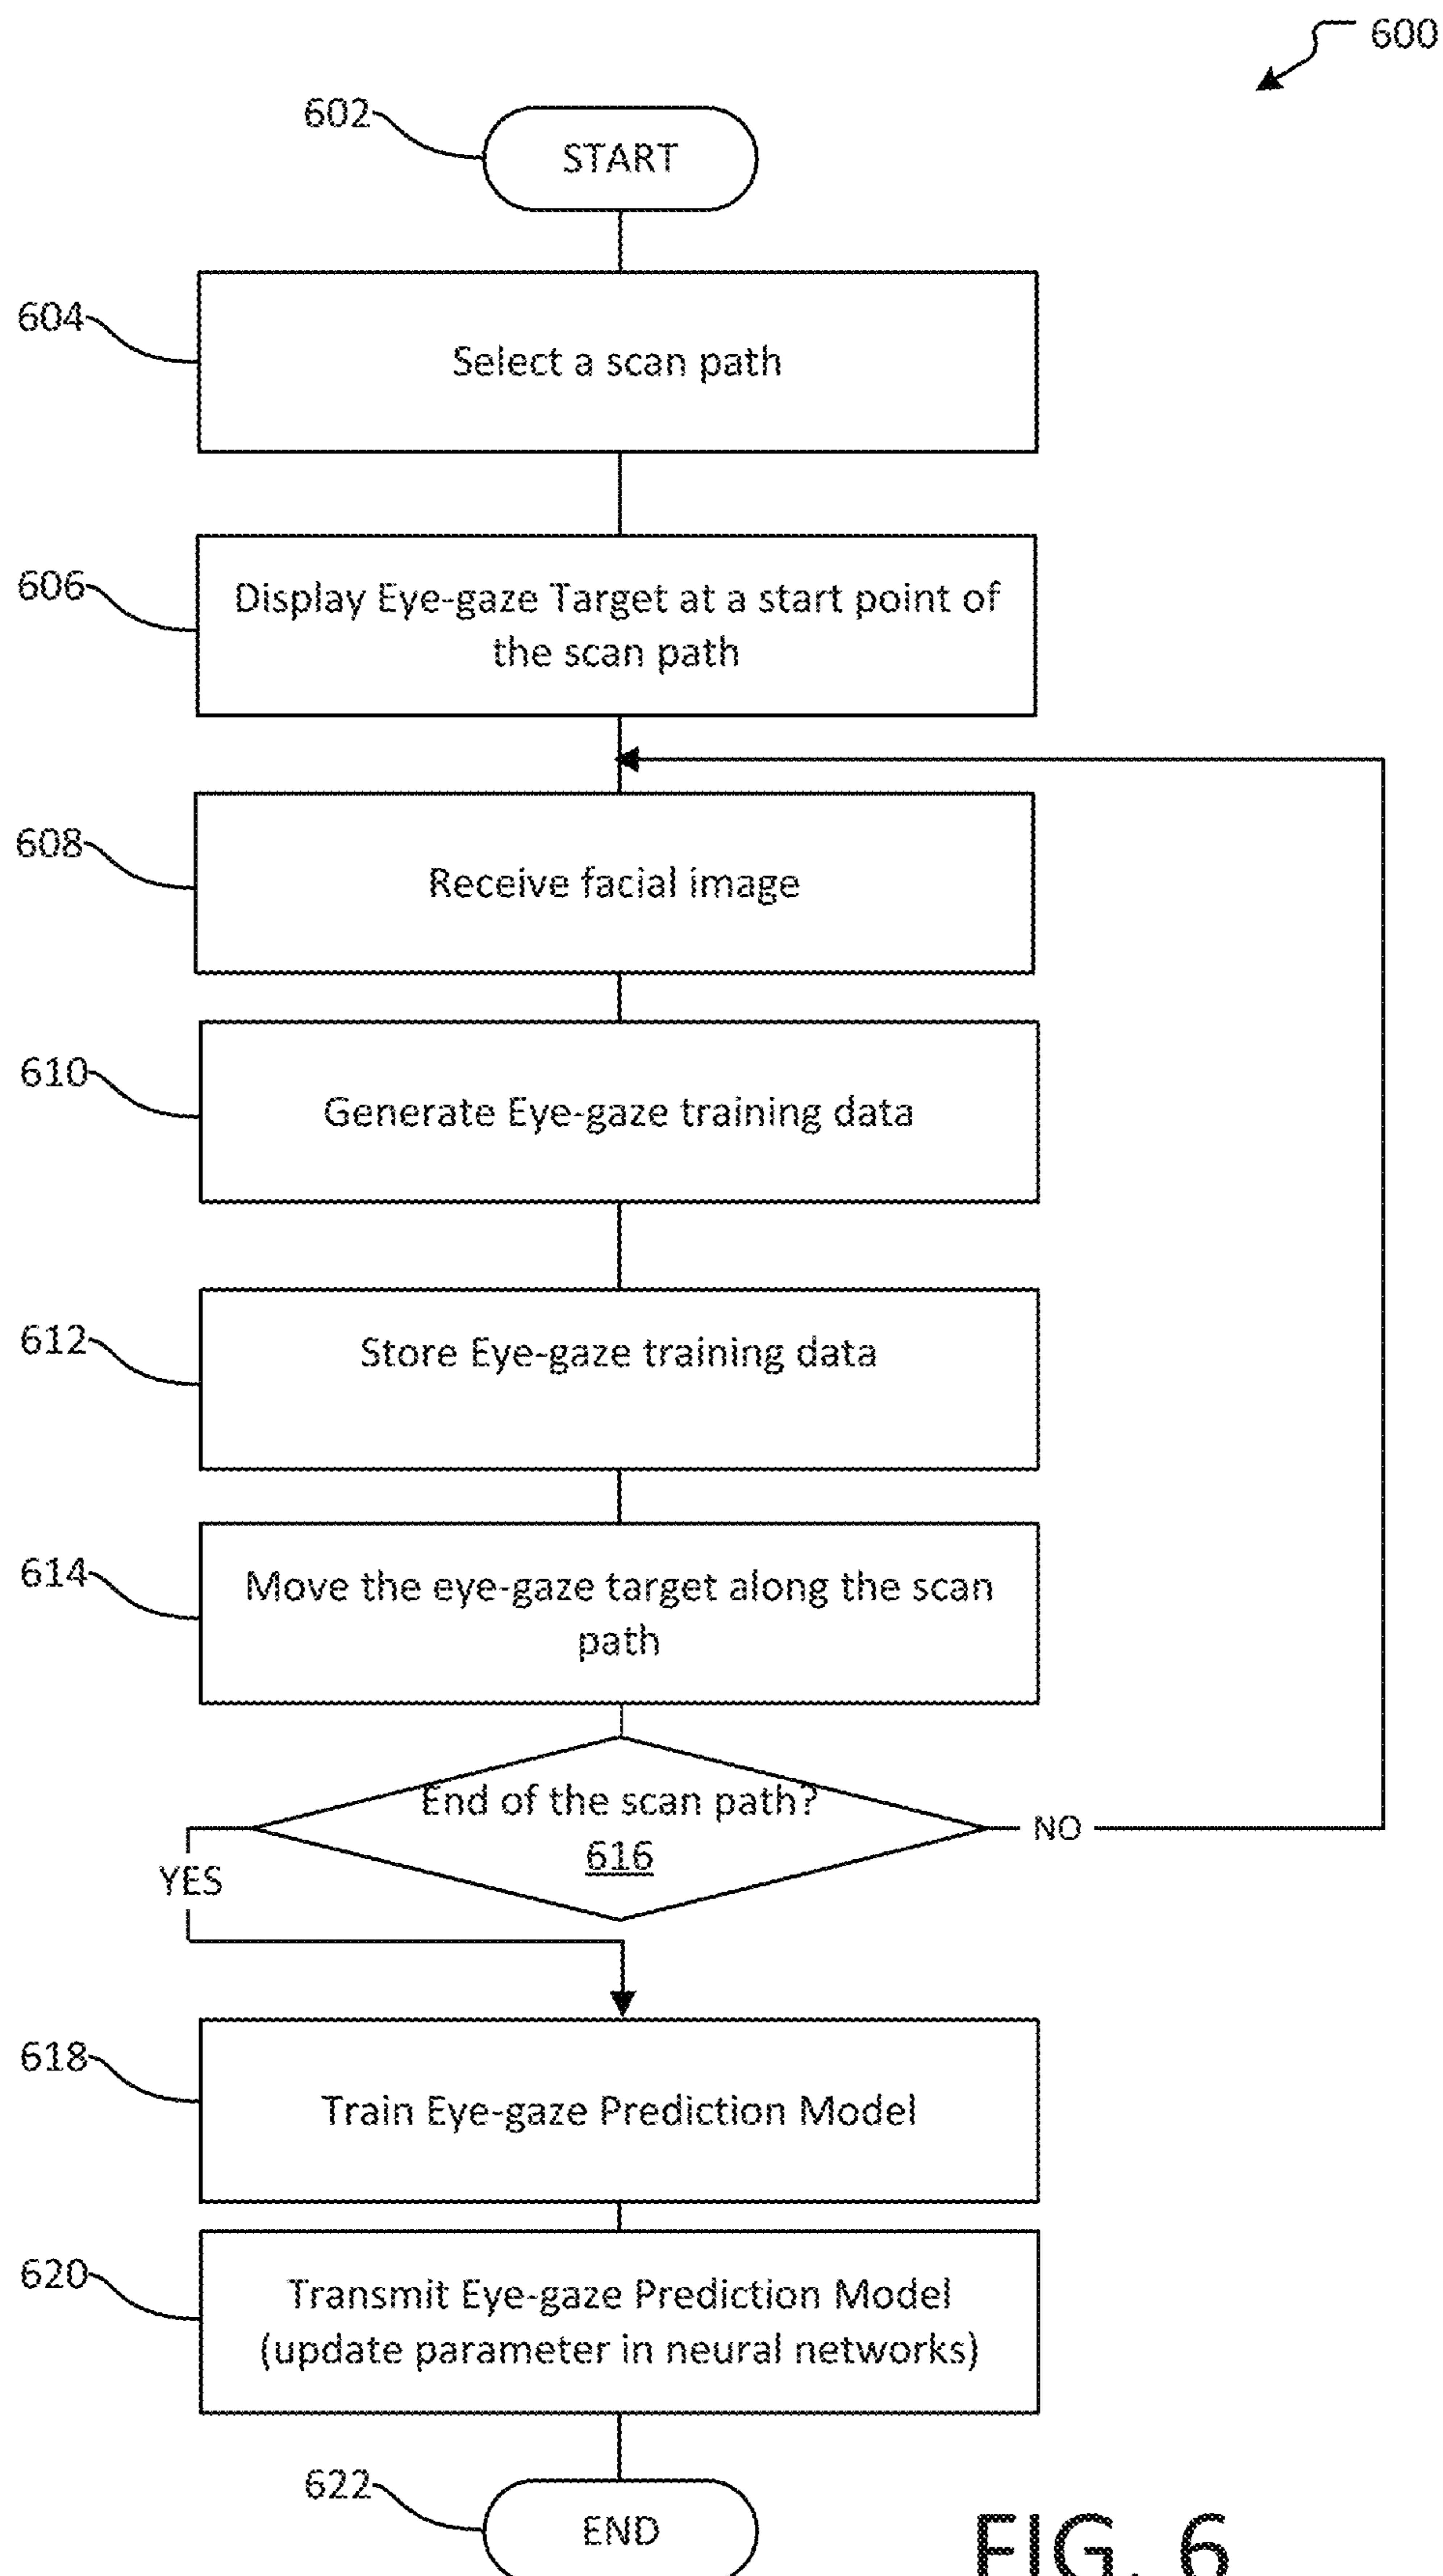 600
602
START
604
Select a scan path
606
Display Eye-gaze Target at a start point of
the scan path
608
Receive facial image
610
Generate Eye-gaze training data
612
Store Eye-gaze training data
614
Move the eye-gaze target along the scan
path
End of the scan path?
616
NO
YES
618
Train Eye-gaze Prediction Model
620
Transmit Eye-gaze Prediction Model
(update parameter in neural networks)
622
END
FIG. 6